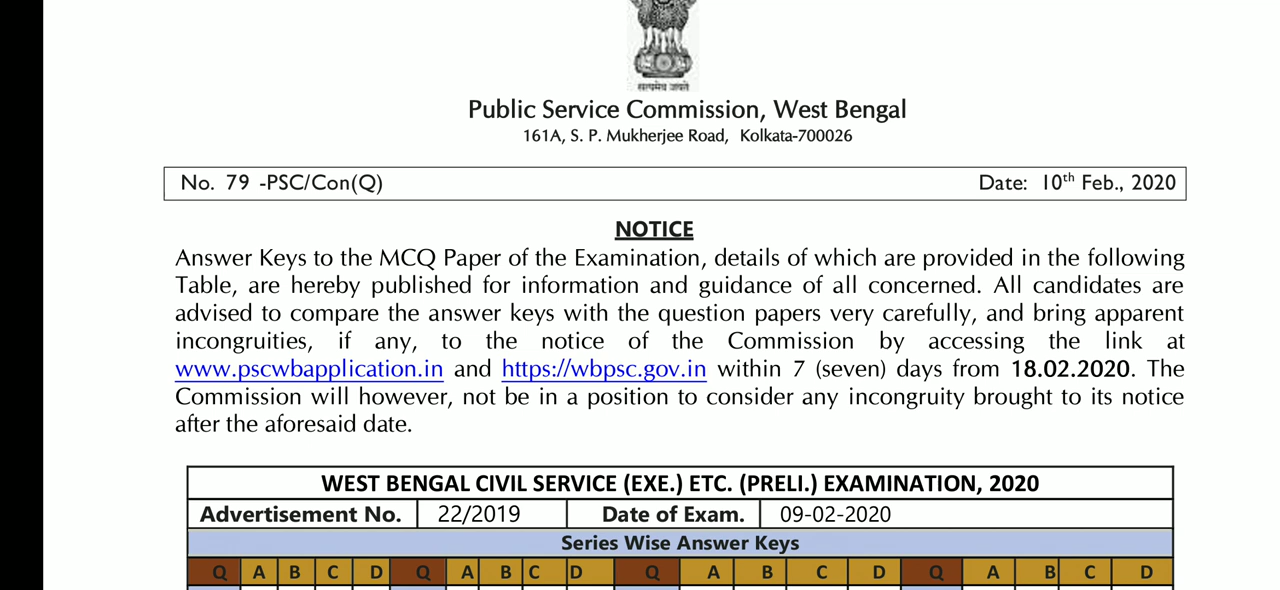 सत्यमेव जयते
Public Service Commission, West Bengal
161A, S. P. Mukherjee Road, Kolkata-700026
No. 79 -PSC/Con(Q) Date: 10th Feb., 2020
NOTICE
Answer Keys to the MCQ Paper of the Examination, details of which are provided in the following
Table, are hereby published for information and guidance of all concerned. All candidates are
advised to compare the answer keys with the question papers very carefully, and bring apparent
incongruities, if any, to the notice of the Commission by accessing the link at
www.pscwbapplication.in and https://wbpsc.gov.in within 7 (seven) days from 18.02.2020. The
Commission will however, not be in a position to consider any incongruity brought to its notice
after the aforesaid date.
WEST BENGAL CIVIL SERVICE (EXE.) ETC. (PRELI.) EXAMINATION, 2020
Advertisement No. 22/2019 Date of Exam. 09-02-2020
Series Wise Answer Keys
Q A B C D Q A B C D Q A B C D Q A B C D